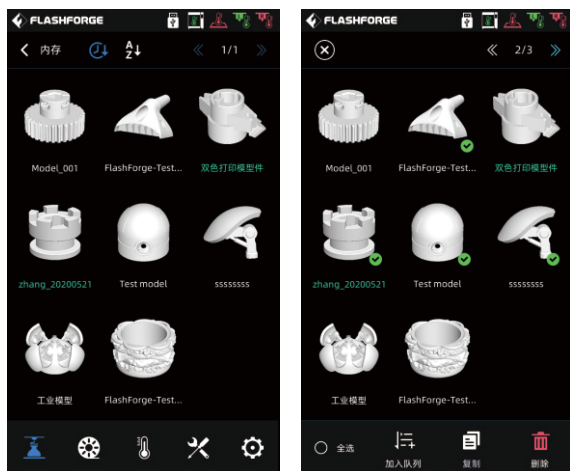 FLASHFORGE
内存
A
Z
1/1
Model_001
FlashForge-Test...
双色打印模型件
zhang_20200521
Test model
ssssssss
工业模型
FlashForge-Test...
FLASHFORGE
2/3
Model_001
FlashForge-Test...
双色打印模型件
zhang_20200521
Test model
ssssssss
工业模型
FlashForge-Test...
全选
加入队列
复制
删除